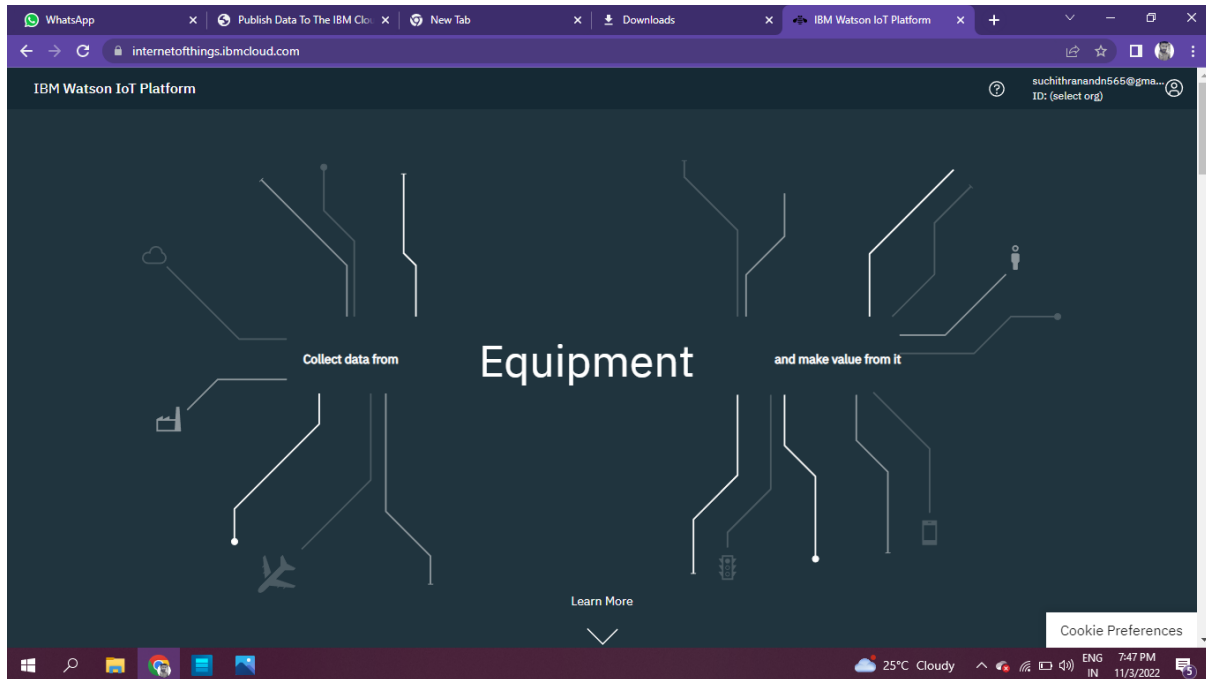 WhatsApp
Publish Data To The IBM Clou
New Tab
Downloads
IBM Watson IoT Platform
internetofthings.ibmcloud.com
IBM Watson IoT Platform
suchithranandn565@gma...
ID: (select org)
Collect data from
Equipment
and make value from it
Learn More
Cookie Preferences
25°C Cloudy
ENG
IN
7:47 PM
11/3/2022
5